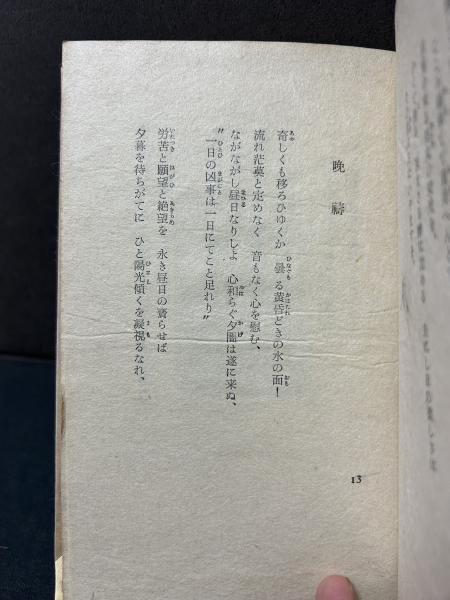 晩禱
奇しくも移ろひゆくか 曇る黄昏どきの水の面!
流れ茫莫と定めなく 音もなく心を慰む、
ながながし昼日なりしよ 心和らぐ夕闇は遂に来ぬ、
"一日の凶事は一日にてこと足れり"
労苦と願望と絶望を 永き昼日の齎らせば
夕暮を待ちがてに ひと陽光傾くを凝視るなれ、
13